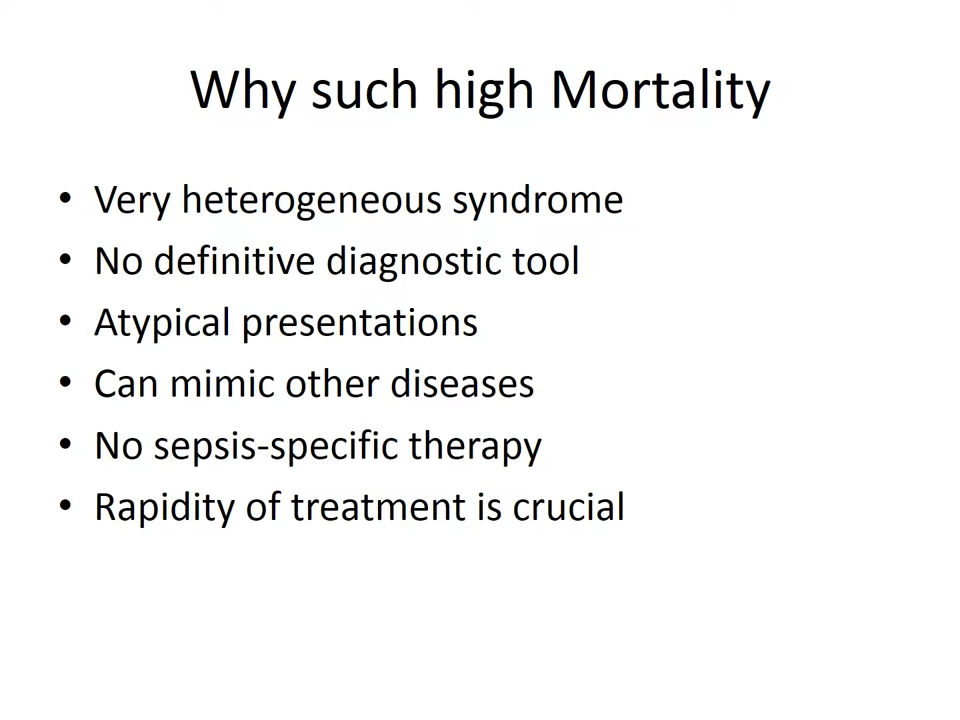 Why such high Mortality
• Very heterogeneous syndrome
• No definitive diagnostic tool
• Atypical presentations
• Can mimic other diseases
• No sepsis-specific therapy
• Rapidity of treatment is crucial